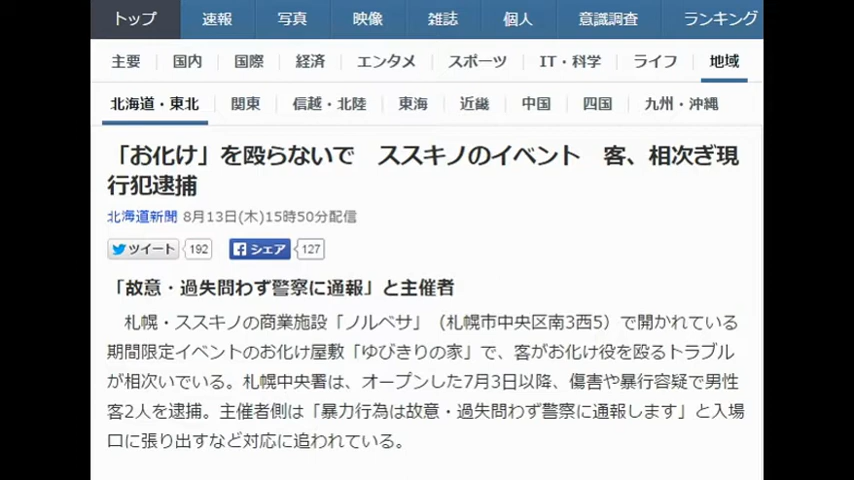 トップ 速報 写真 映像 雑誌 個人 意識調査 ランキング
主要 国内 国際 経済 エンタメ スポーツ IT・科学 ライフ 地域
北海道・東北 関東 信越・北陸 東海 近畿 中国 四国 九州・沖縄
「お化け」を殴らないで　ススキノのイベント　客、相次ぎ現
行犯逮捕
北海道新聞 8月13日(木)15時50分配信
ツイート 192 シェア 127
「故意・過失問わず警察に通報」と主催者
札幌・ススキノの商業施設「ノルベサ」（札幌市中央区南3西5）で開かれている
期間限定イベントのお化け屋敷「ゆびきりの家」で、客がお化け役を殴るトラブル
が相次いでいる。札幌中央署は、オープンした7月3日以降、傷害や暴行容疑で男性
客2人を逮捕。主催者側は「暴力行為は故意・過失問わず警察に通報します」と入場
口に張り出すなど対応に追われている。